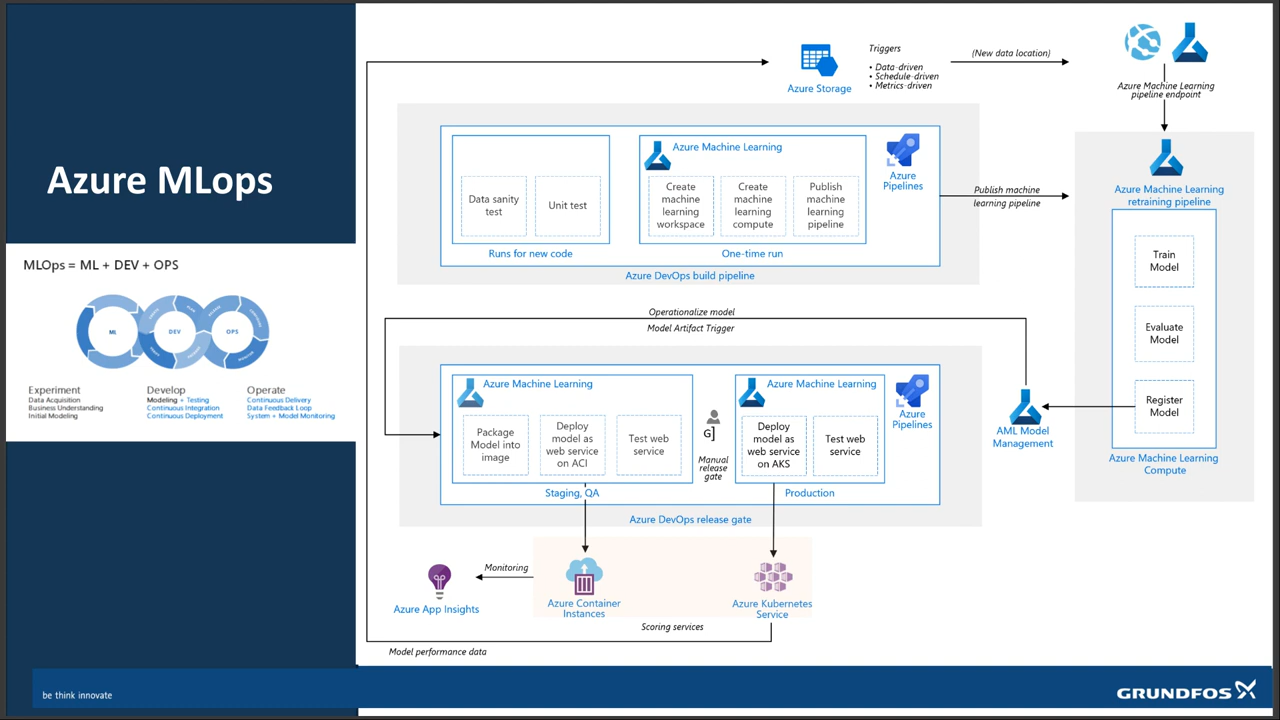 Azure MLops
MLOps = ML + DEV + OPS
ML
DEV
OPS
Experiment
Data Acquisition
Business Understanding
Initial Modeling
Develop
Modeling + Testing
Continuous Integration
Continuous Deployment
Operate
Continuous Delivery
Data Feedback Loop
System + Model Monitoring
Azure Storage
Triggers
• Data-driven
• Schedule-driven
• Metrics-driven
(New data location)
Azure Machine Learning
pipeline endpoint
Data sanity
test
Unit test
Runs for new code
Azure Machine Learning
Create
machine
learning
workspace
Create
machine
learning
compute
Publish
machine
learning
pipeline
One-time run
Azure
Pipelines
Azure DevOps build pipeline
Publish machine
learning pipeline
Azure Machine Learning
retraining pipeline
Train
Model
Evaluate
Model
Register
Model
Azure Machine Learning
Compute
Operationalize model
Model Artifact Trigger
AML Model
Management
Azure Machine Learning
Package
Model into
image
Deploy
model as
web service
on ACI
Test web
service
Staging, QA
G]
Manual
release
gate
Azure Machine Learning
Deploy
model as
web service
on AKS
Test web
service
Production
Azure
Pipelines
Azure DevOps release gate
Monitoring
Azure App Insights
Azure Container
Instances
Azure Kubernetes
Service
Scoring services
Model performance data
be think innovate
GRUNDFOS